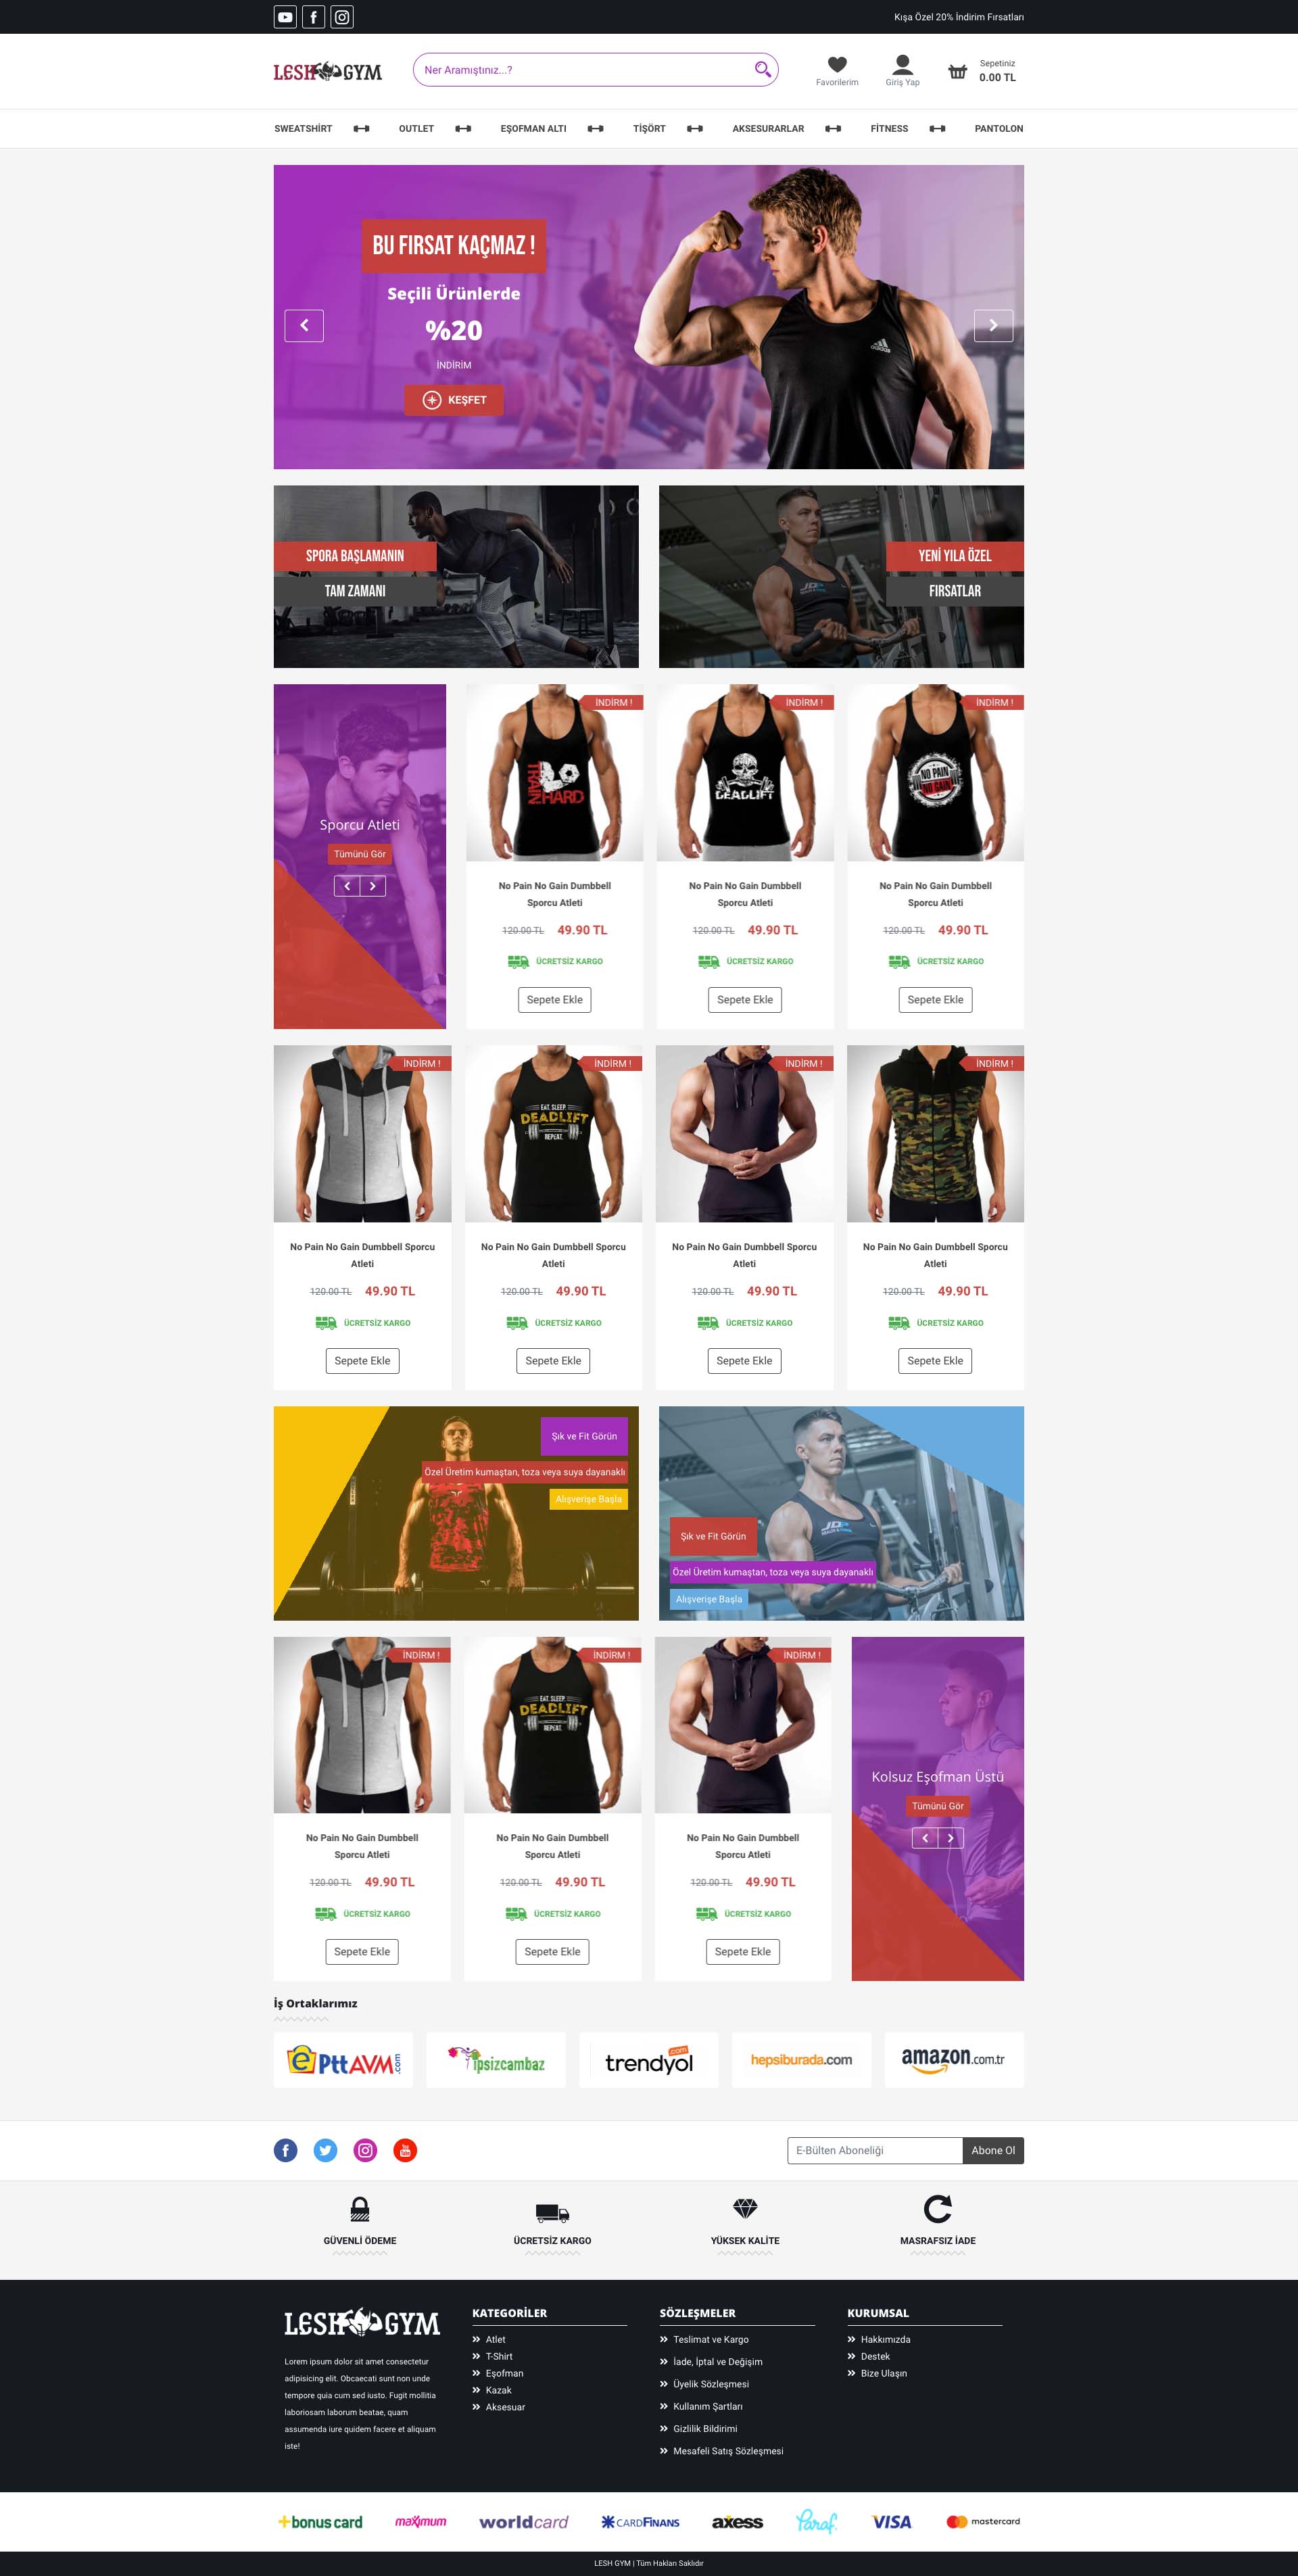 Kışa Özel 20% İndirim Fırsatları
LESH GYM
Ner Aramıştınız...?
Favorilerim
Giriş Yap
Sepetiniz
0.00 TL
SWEATSHİRT
OUTLET
EŞOFMAN ALTI
TİŞÖRT
AKSESURARLAR
FİTNESS
PANTOLON
BU FIRSAT KAÇMAZ !
Seçili Ürünlerde
%20
İNDİRİM
KEŞFET
adidas
SPORA BAŞLAMANIN
TAM ZAMANI
YENİ YILA ÖZEL
FIRSATLAR
Sporcu Atleti
Tümünü Gör
İNDİRM !
İNDİRM !
İNDİRM !
TRAIN HARD
DEADLIFT
NO PAIN
NO GAIN
No Pain No Gain Dumbbell
Sporcu Atleti
120.00 TL 49.90 TL
ÜCRETSİZ KARGO
Sepete Ekle
No Pain No Gain Dumbbell
Sporcu Atleti
120.00 TL 49.90 TL
ÜCRETSİZ KARGO
Sepete Ekle
No Pain No Gain Dumbbell
Sporcu Atleti
120.00 TL 49.90 TL
ÜCRETSİZ KARGO
Sepete Ekle
İNDİRM !
İNDİRM !
İNDİRM !
İNDİRM !
EAT. SLEEP.
DEADLIFT
REPEAT.
No Pain No Gain Dumbbell Sporcu
Atleti
120.00 TL 49.90 TL
ÜCRETSİZ KARGO
Sepete Ekle
No Pain No Gain Dumbbell Sporcu
Atleti
120.00 TL 49.90 TL
ÜCRETSİZ KARGO
Sepete Ekle
No Pain No Gain Dumbbell Sporcu
Atleti
120.00 TL 49.90 TL
ÜCRETSİZ KARGO
Sepete Ekle
No Pain No Gain Dumbbell Sporcu
Atleti
120.00 TL 49.90 TL
ÜCRETSİZ KARGO
Sepete Ekle
Şık ve Fit Görün
Özel Üretim kumaştan, toza veya suya dayanaklı
Alışverişe Başla
Şık ve Fit Görün
Özel Üretim kumaştan, toza veya suya dayanaklı
Alışverişe Başla
İNDİRM !
İNDİRM !
İNDİRM !
EAT. SLEEP.
DEADLIFT
REPEAT.
No Pain No Gain Dumbbell
Sporcu Atleti
120.00 TL 49.90 TL
ÜCRETSİZ KARGO
Sepete Ekle
No Pain No Gain Dumbbell
Sporcu Atleti
120.00 TL 49.90 TL
ÜCRETSİZ KARGO
Sepete Ekle
No Pain No Gain Dumbbell
Sporcu Atleti
120.00 TL 49.90 TL
ÜCRETSİZ KARGO
Sepete Ekle
Kolsuz Eşofman Üstü
Tümünü Gör
İş Ortaklarımız
ePttAVM.com
ipsizcambaz
trendyol.com
hepsiburada.com
amazon.com.tr
E-Bülten Aboneliği
Abone Ol
GÜVENLİ ÖDEME
ÜCRETSİZ KARGO
YÜKSEK KALİTE
MASRAFSIZ İADE
LESH GYM
Lorem ipsum dolor sit amet consectetur
adipisicing elit. Obcaecati sunt non unde
tempore quia cum sed iusto. Fugit mollitia
laboriosam laborum beatae, quam
assumenda iure quidem facere et aliquam
iste!
KATEGORİLER
Atlet
T-Shirt
Eşofman
Kazak
Aksesuar
SÖZLEŞMELER
Teslimat ve Kargo
İade, İptal ve Değişim
Üyelik Sözleşmesi
Kullanım Şartları
Gizlilik Bildirimi
Mesafeli Satış Sözleşmesi
KURUMSAL
Hakkımızda
Destek
Bize Ulaşın
bonus card
maximum
worldcard
CARDFINANS
axess
Paraf
VISA
mastercard
LESH GYM | Tüm Hakları Saklıdır